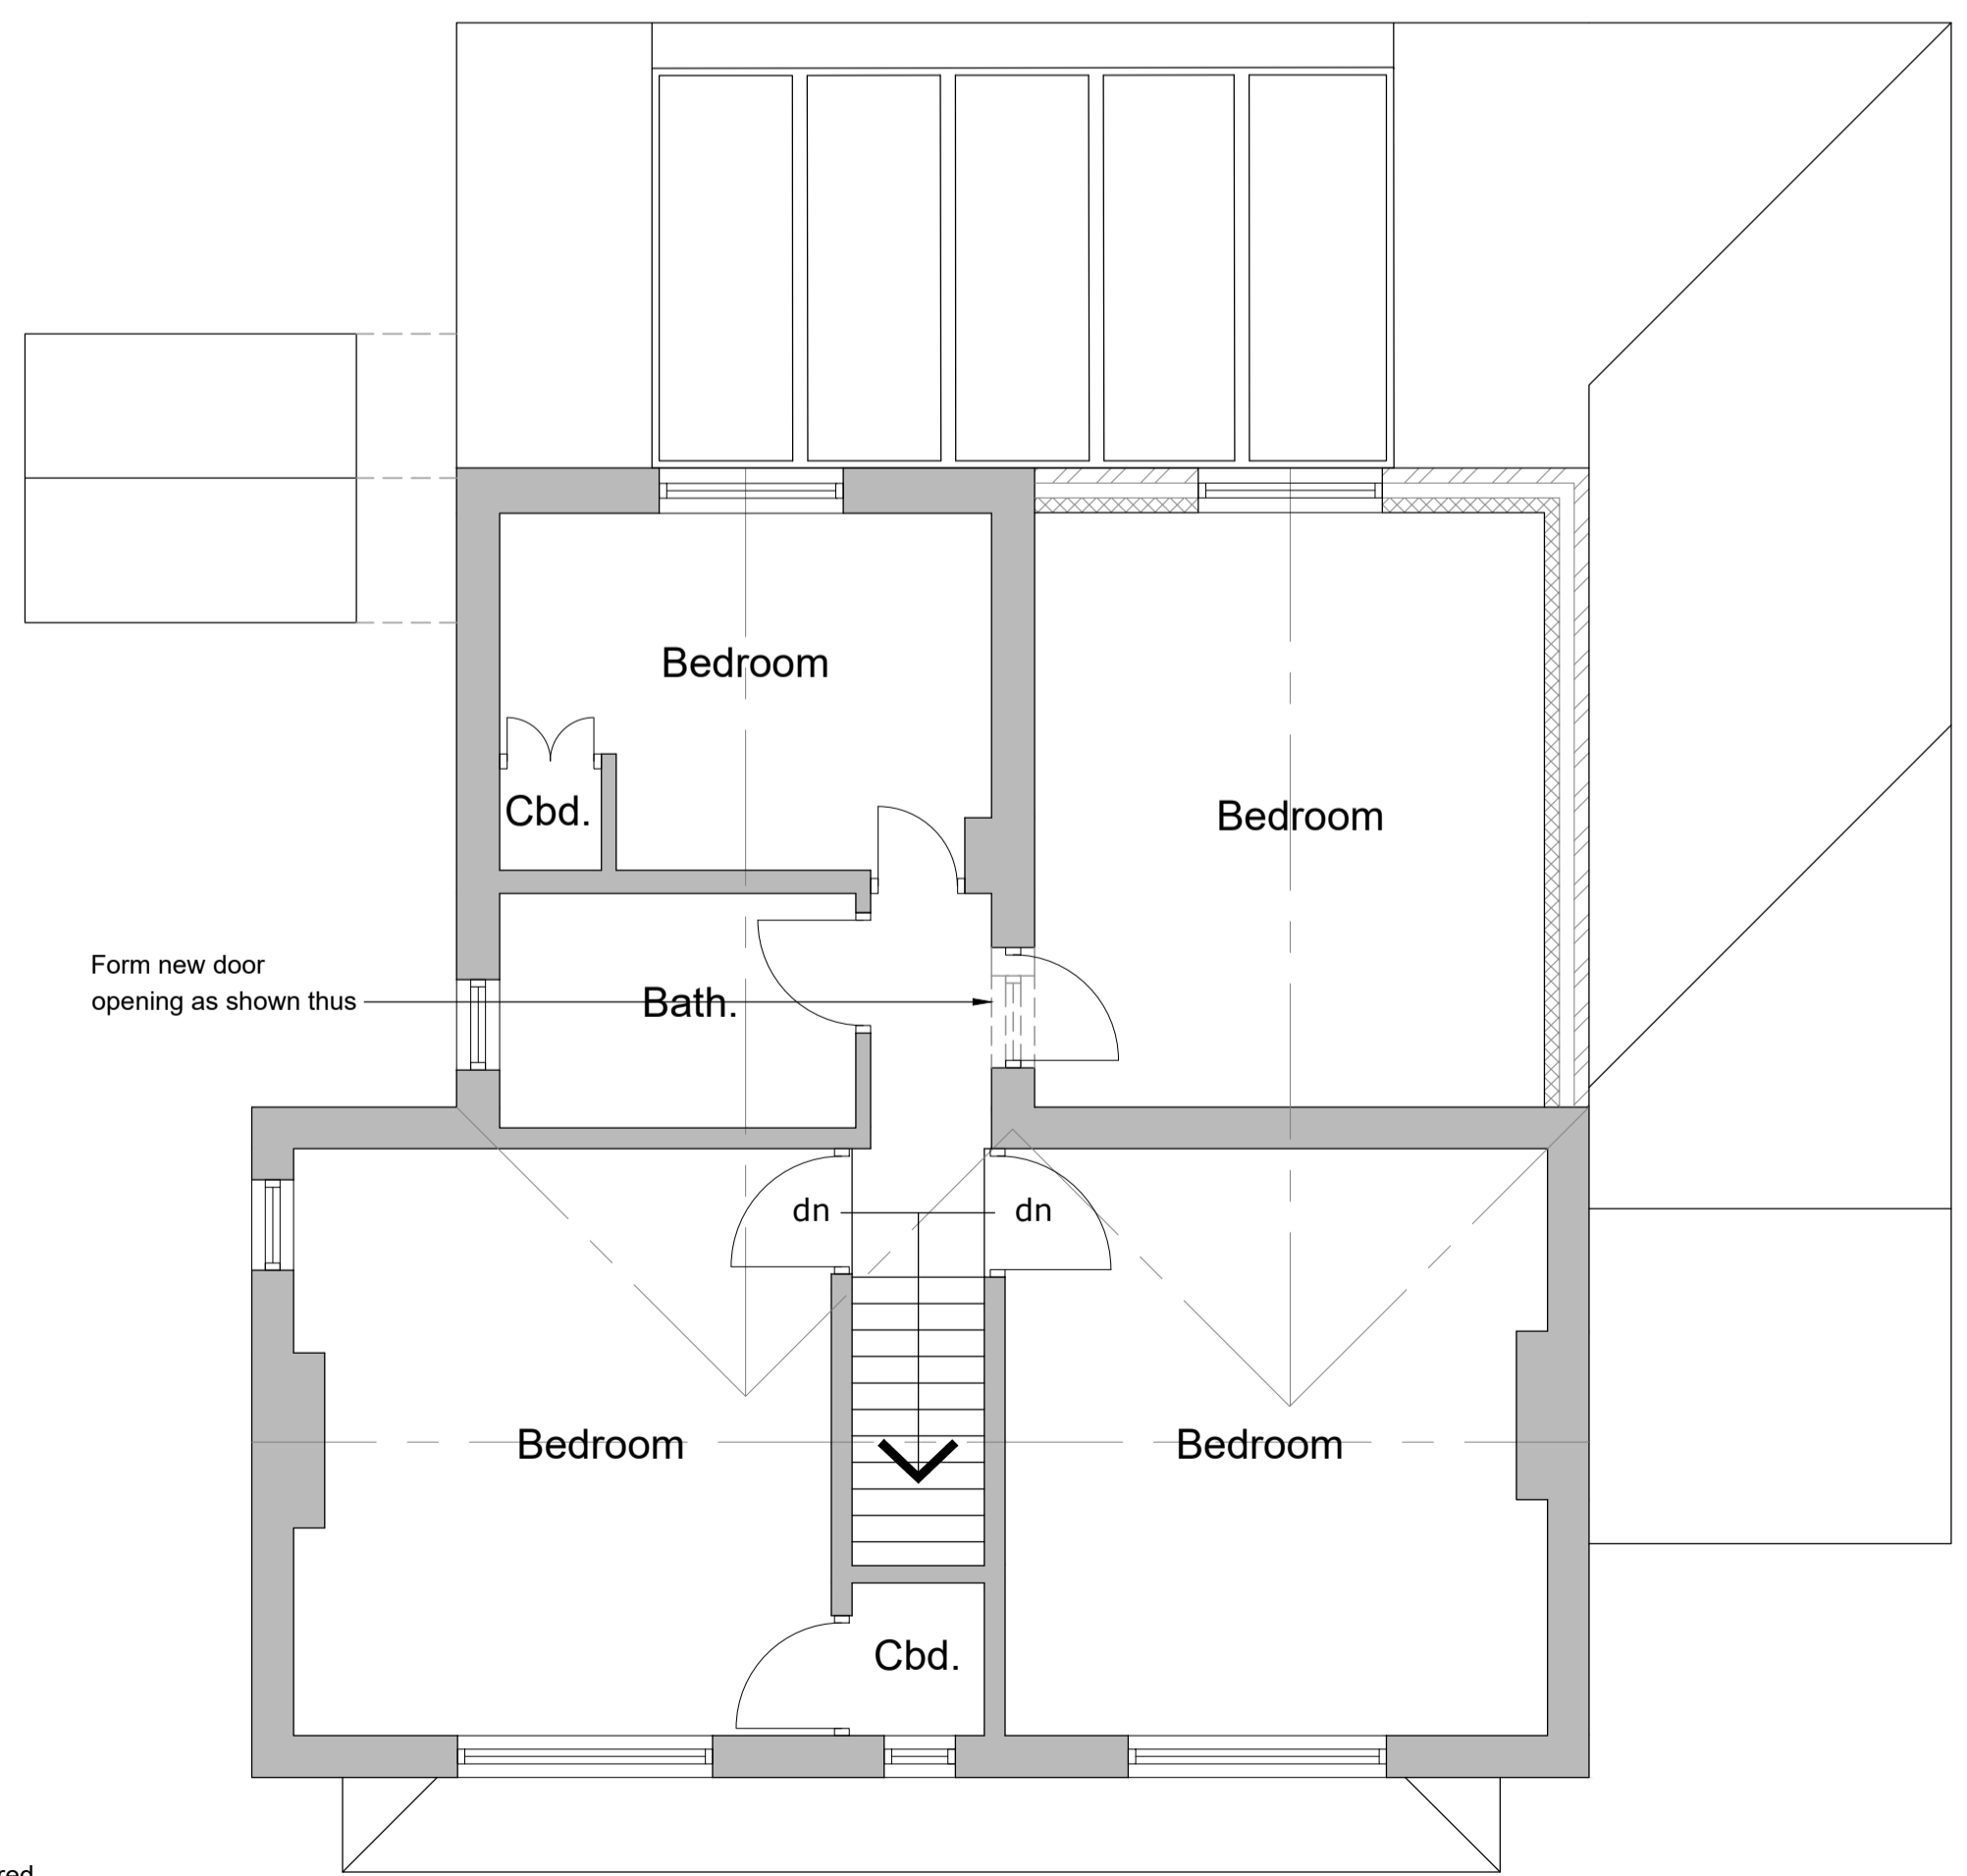 Bedroom
Cbd.
Bedroom
Form new door
opening as shown thus
Bath.
dn
dn
Bedroom
Bedroom
Cbd.